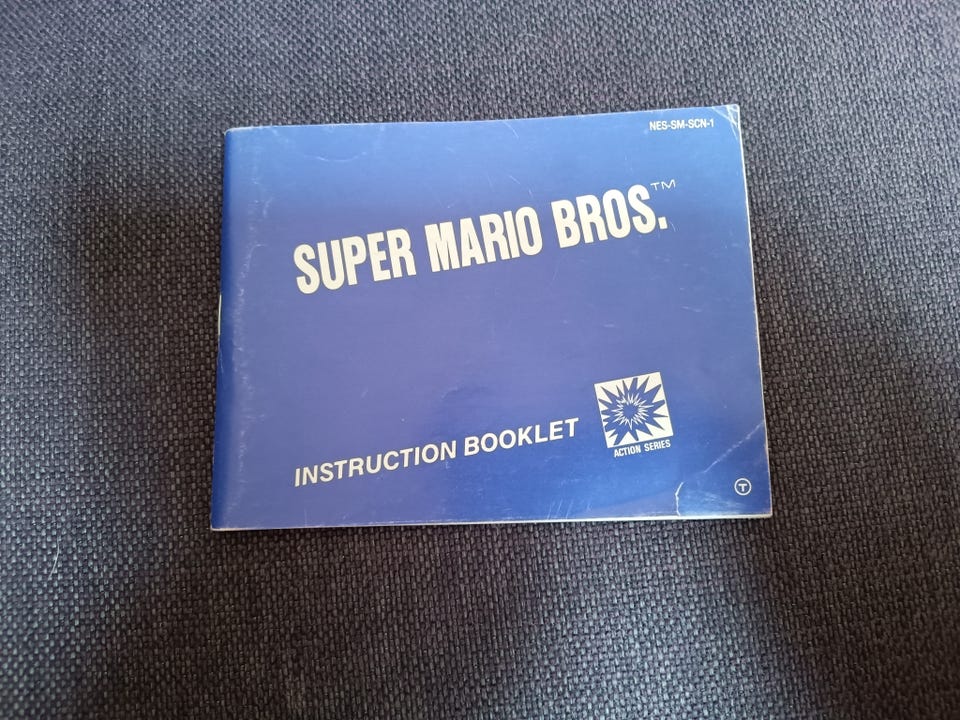 NES-SM-SCN-1
SUPER MARIO BROS.™
INSTRUCTION BOOKLET
ACTION SERIES
T